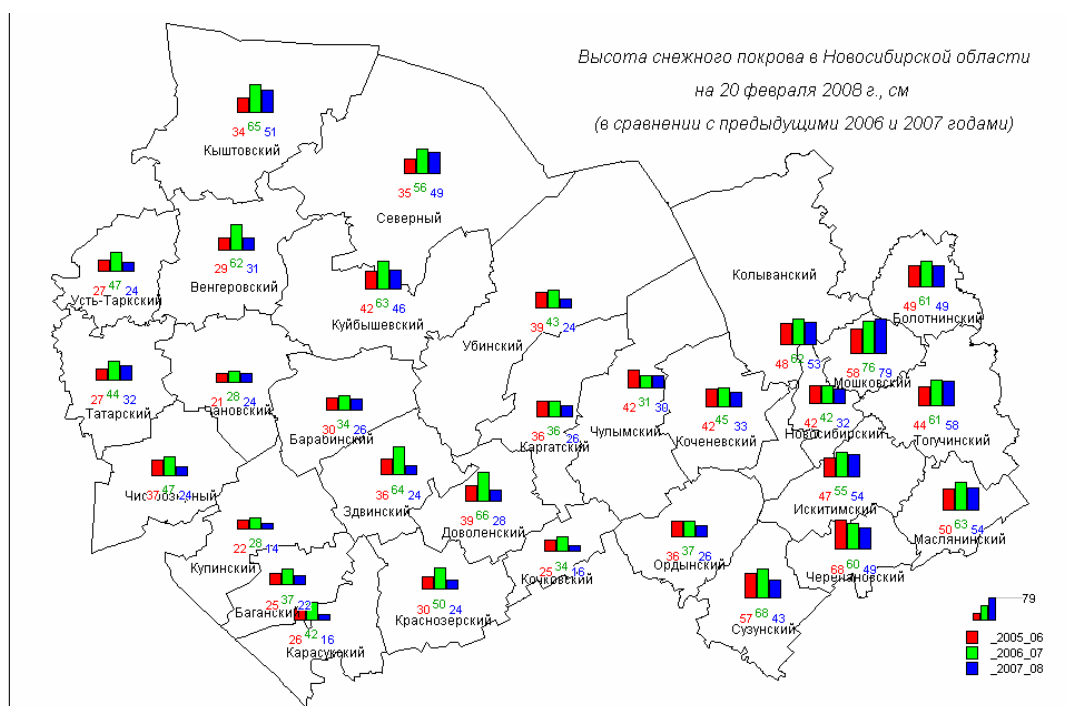 Высота снежного покрова в Новосибирской области
на 20 февраля 2008 г., см
(в сравнении с предыдущими 2006 и 2007 годами)
34 65 51
Кыштовский
35 56 49
Северный
29 62 31
Венгеровский
27 47 24
Усть-Таркский
42 63 46
Куйбышевский
39 43 24
Убинский
Колыванский
48 62 53
49 61 49
Болотнинский
58 76 79
Мошковский
27 44 32
Татарский
21 28 24
30 34 26
Барабинский
36 36 26
Каргатский
42 31 30
Чулымский
42 45 33
Коченевский
42 42 32
Новосибирский
44 61 58
Тогучинский
37 47 24
36 64 24
Здвинский
39 66 28
Доволенский
47 55 54
Искитимский
50 63 54
Маслянинский
22 28 14
Купинский
25 34 16
Кочковский
36 37 26
Ордынский
68 60 49
Черепановский
25 37 22
Баганский
30 50 24
Краснозерский
57 68 43
Сузунский
26 42 16
Карасукский
79
_2005_06
_2006_07
_2007_08